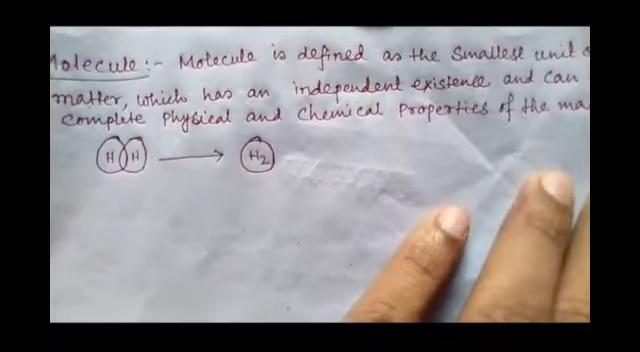 Molecule :- Molecule is defined as the smallest unit
matter, which has an independent existence and can
complete physical and chemical properties of the ma
H H → H₂